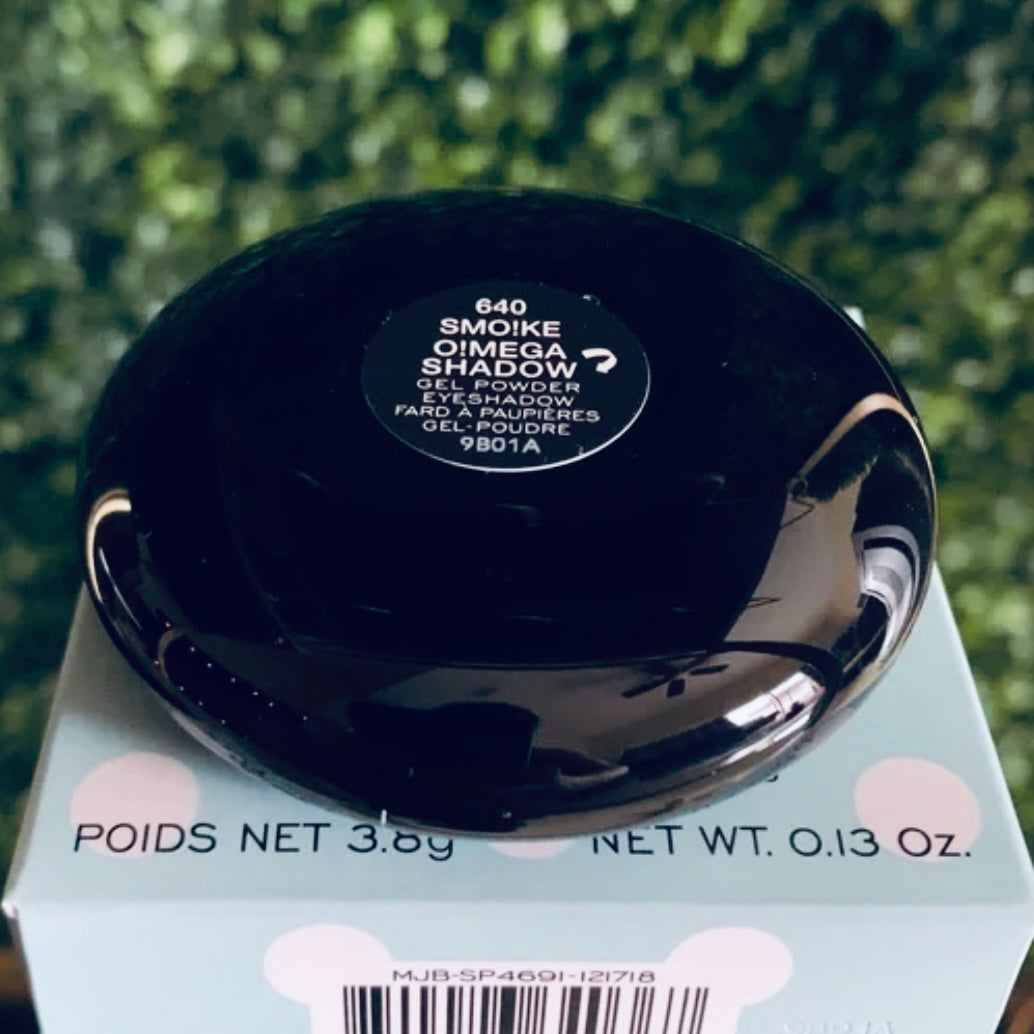 640
SMO!KE
O!MEGA
SHADOW
GEL POWDER
EYESHADOW
FARD À PAUPIÈRES
GEL-POUDRE
9B01A
POIDS NET 3.8g NET WT. 0.13 Oz.
MJB-SP4691-121718